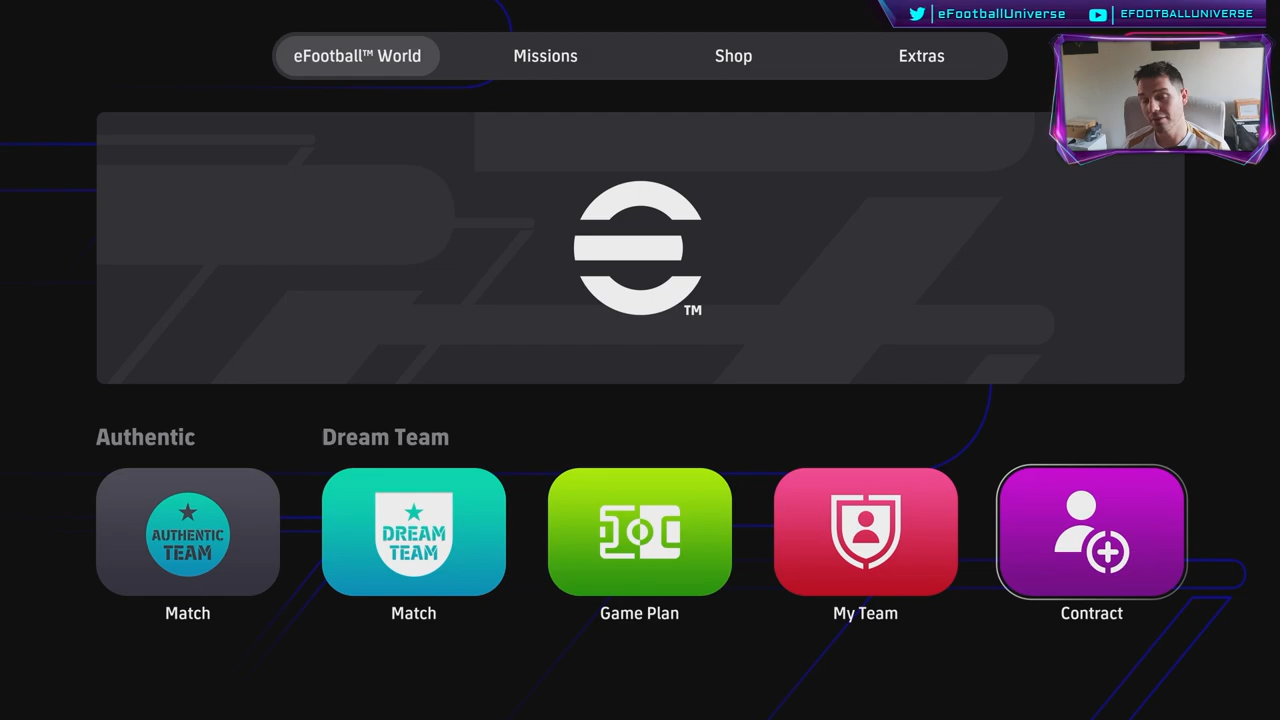 eFootballUniverse
EFOOTBALLUNIVERSE
eFootball™ World
Missions
Shop
Extras
TM
Authentic
Dream Team
AUTHENTIC
TEAM
DREAM
TEAM
Match
Match
Game Plan
My Team
Contract